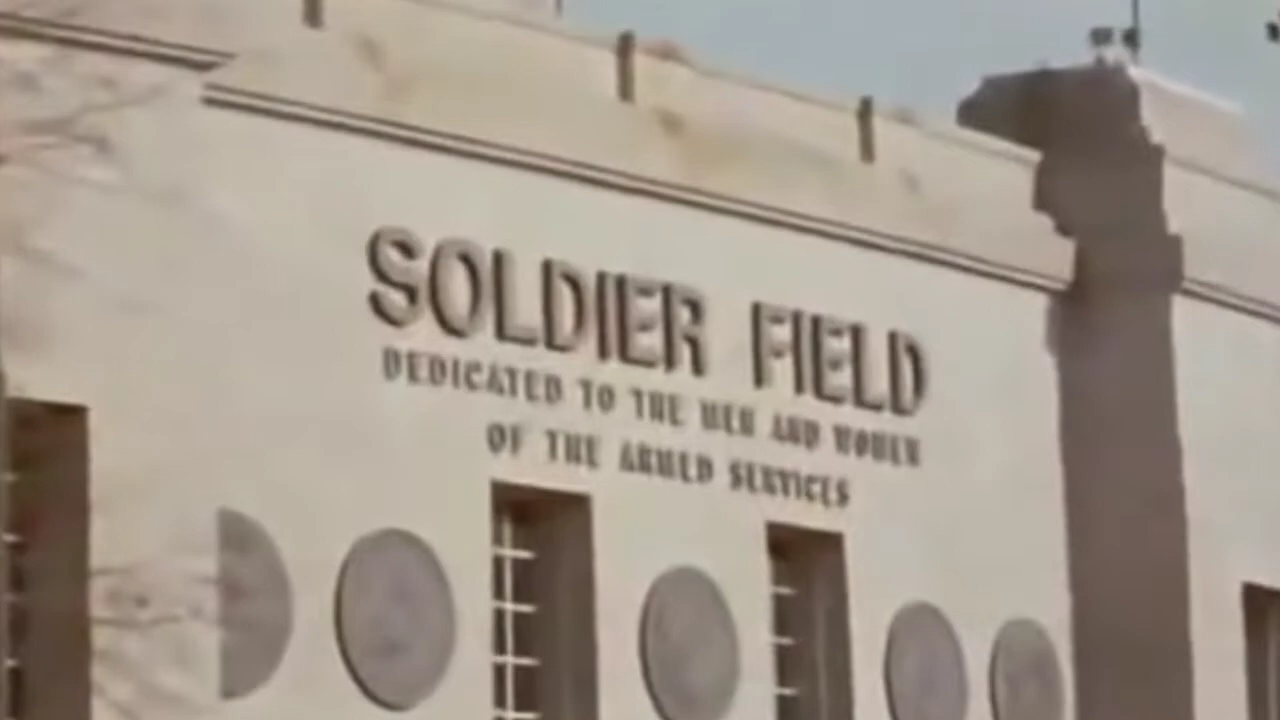 SOLDIER FIELD
DEDICATED TO THE MEN AND WOMEN
OF THE ARMED SERVICES